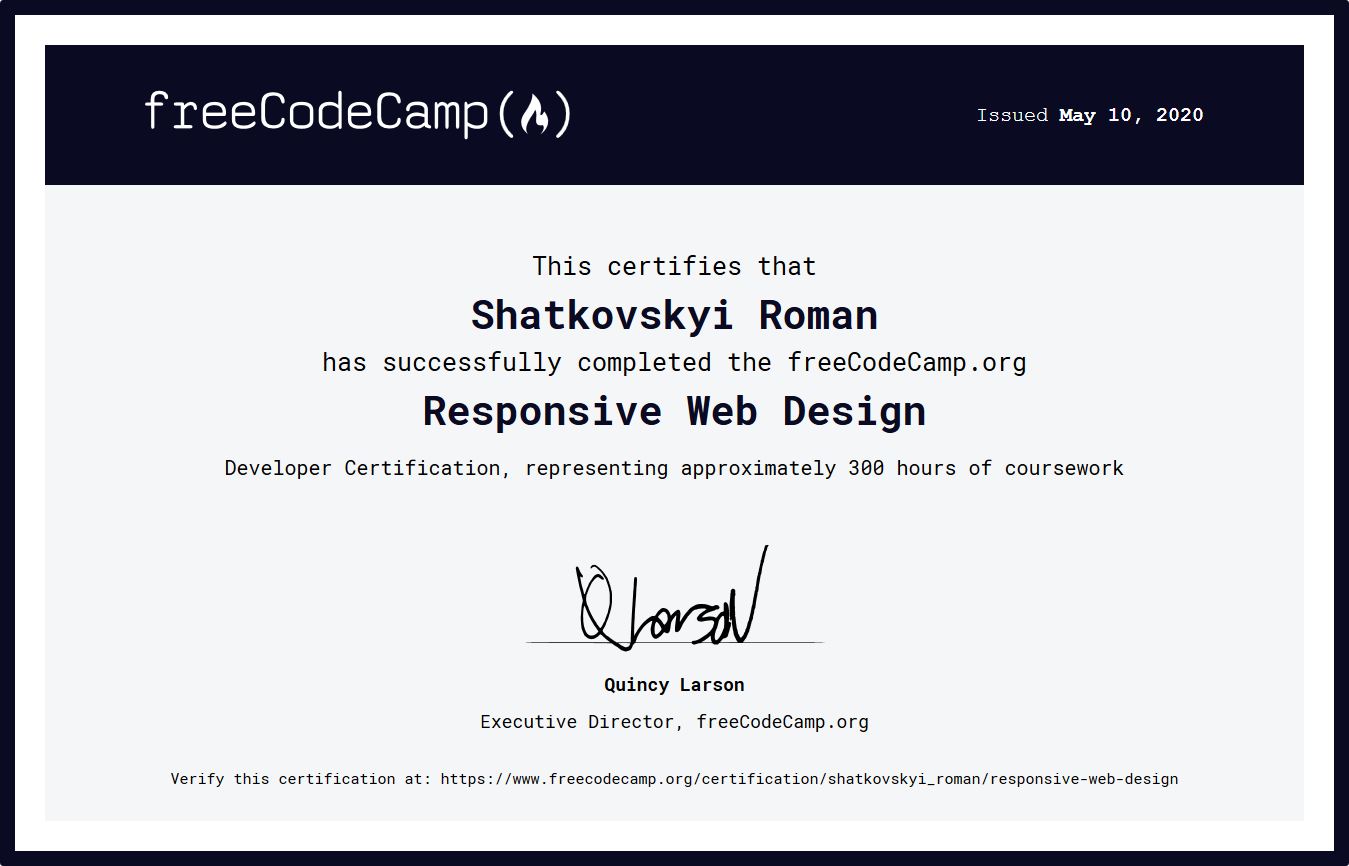 freeCodeCamp
Issued May 10, 2020
This certifies that
Shatkovskyi Roman
has successfully completed the freeCodeCamp.org
Responsive Web Design
Developer Certification, representing approximately 300 hours of coursework
Q Larson
Quincy Larson
Executive Director, freeCodeCamp.org
Verify this certification at: https://www.freecodecamp.org/certification/shatkovskyi_roman/responsive-web-design